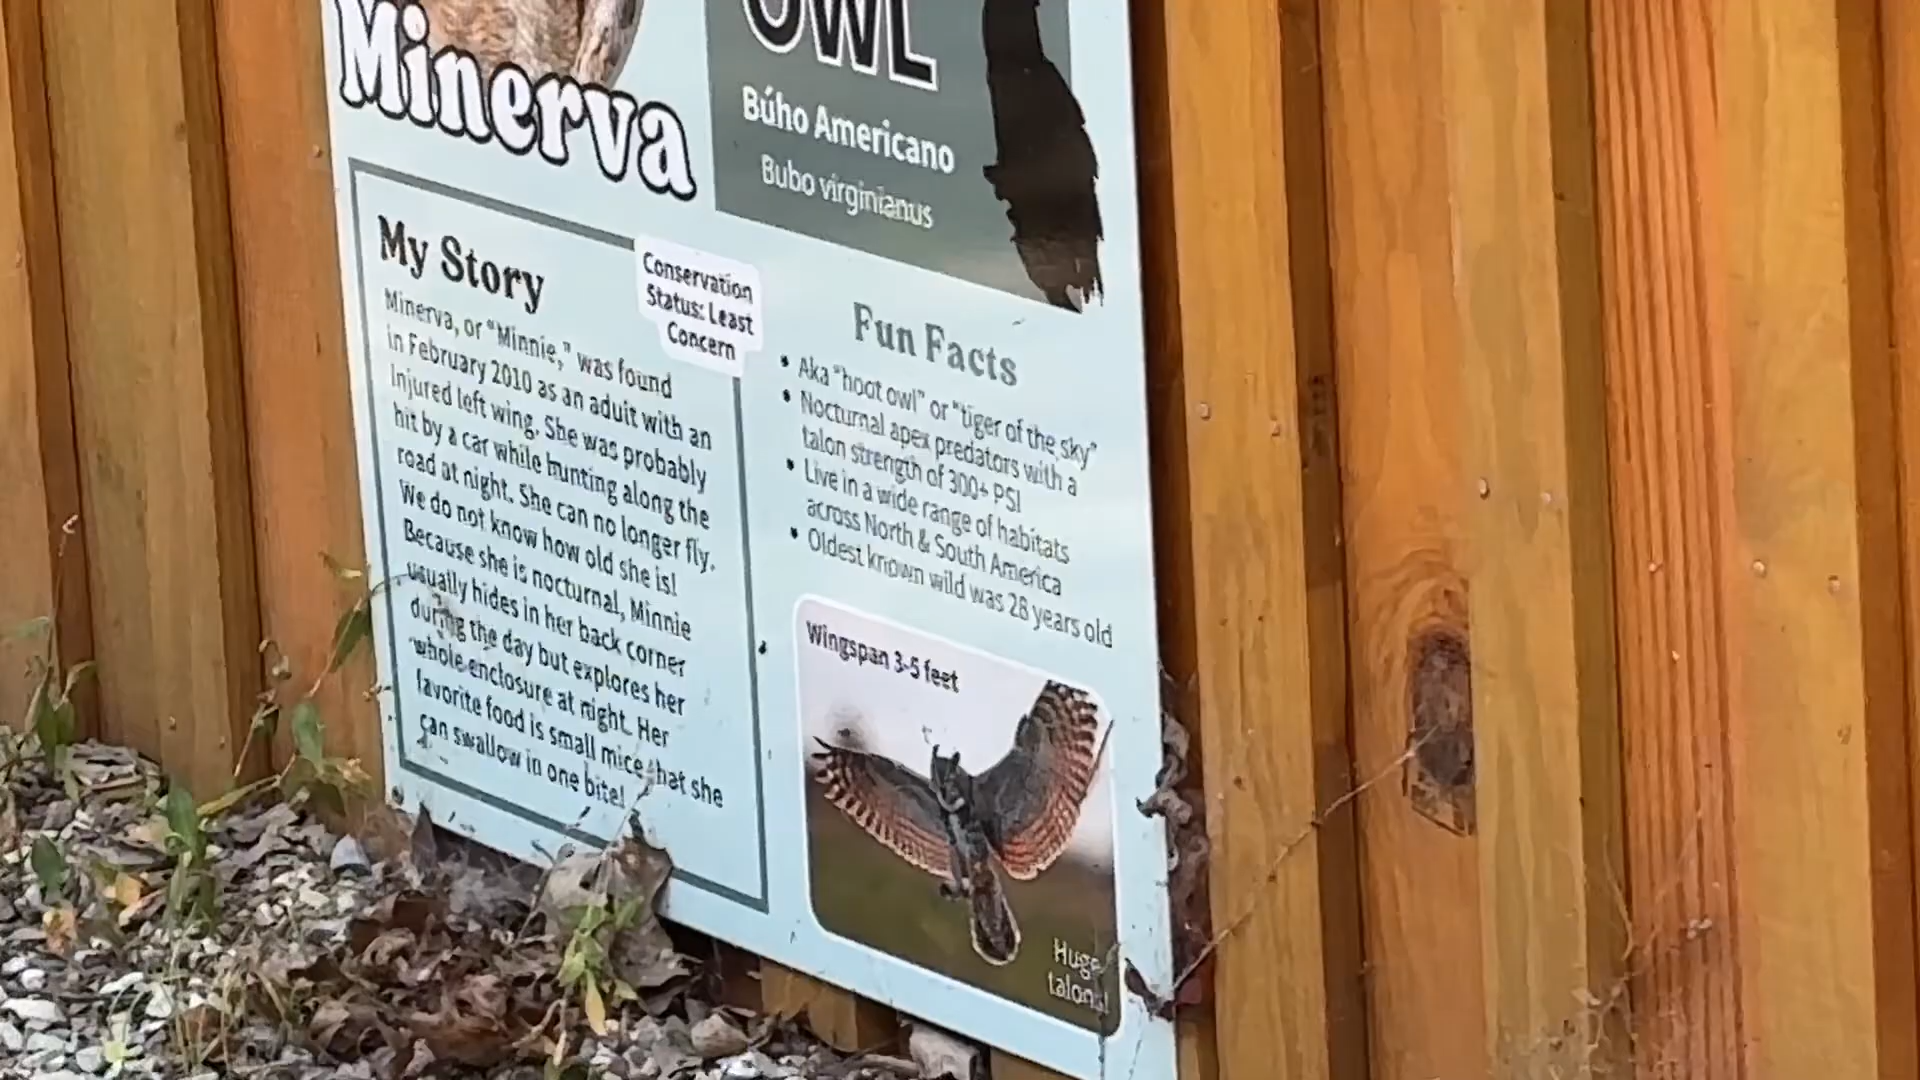 Minerva
OWL
Búho Americano
Bubo virginianus
My Story
Conservation
Status: Least
Concern
Minerva, or "Minnie," was found
in February 2010 as an adult with an
injured left wing. She was probably
hit by a car while hunting along the
road at night. She can no longer fly.
We do not know how old she is!
Because she is nocturnal, Minnie
usually hides in her back corner
during the day but explores her
whole enclosure at night. Her
favorite food is small mice that she
can swallow in one bite!
Fun Facts
• Aka "hoot owl" or "tiger of the sky"
• Nocturnal apex predators with a
talon strength of 300+ PSI
• Live in a wide range of habitats
across North & South America
• Oldest known wild was 28 years old
Wingspan 3-5 feet
Huge
talons!